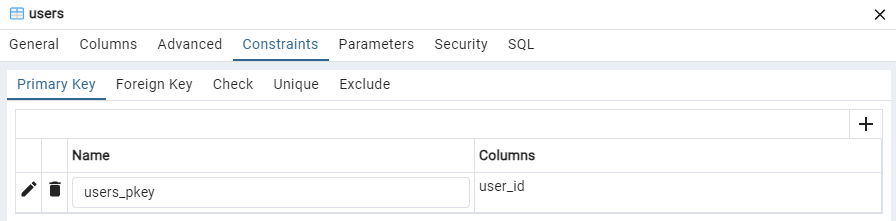 users
General Columns Advanced Constraints Parameters Security SQL
Primary Key Foreign Key Check Unique Exclude
Name Columns
users_pkey user_id